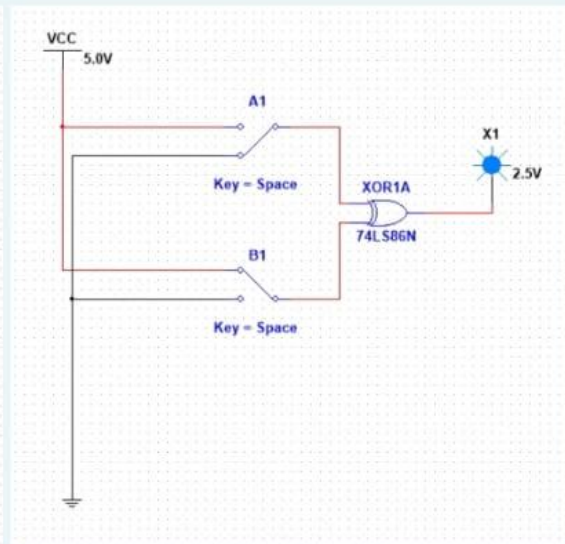 VCC
5.0V
A1
Key = Space
X1
2.5V
XOR1A
74LS86N
B1
Key = Space